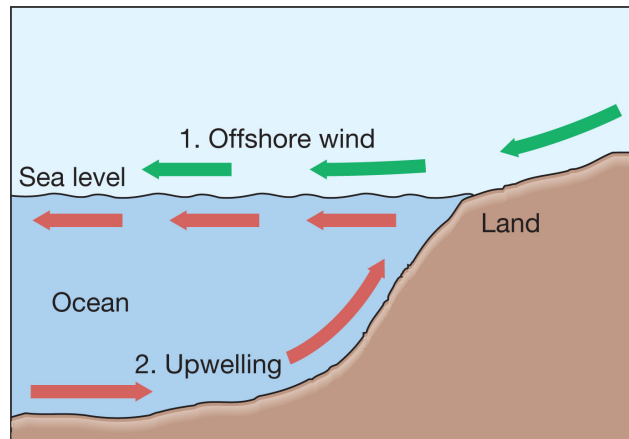 1. Offshore wind
Sea level
Land
Ocean
2. Upwelling